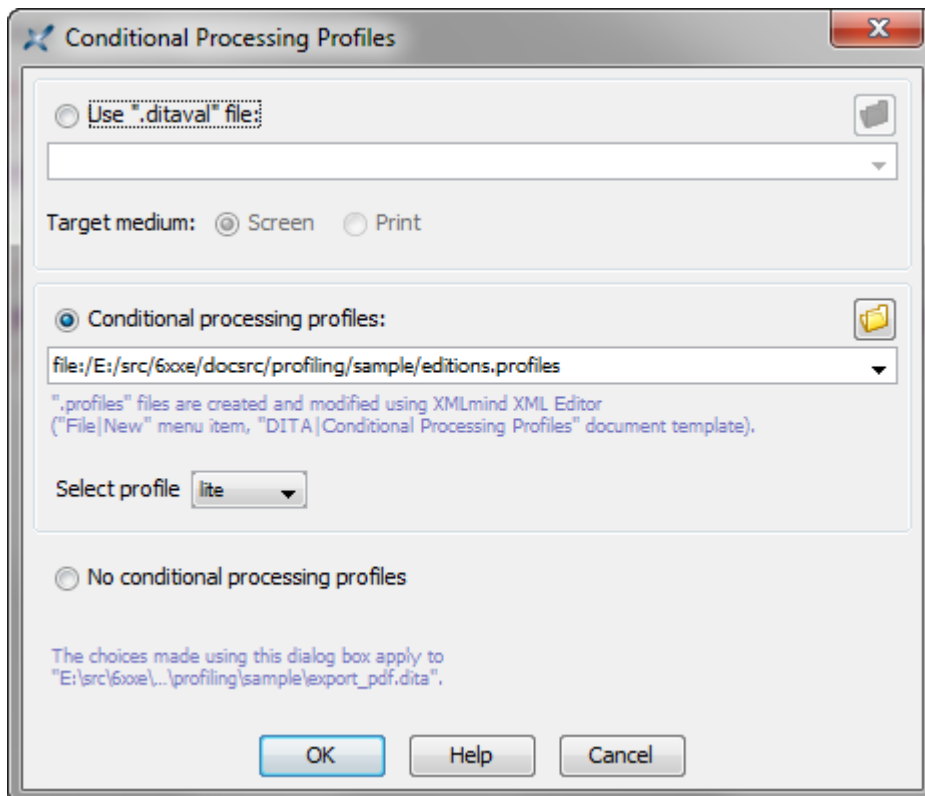 Conditional Processing Profiles
Use ".ditaval" file:
Target medium: Screen Print
Conditional processing profiles:
file:/E:/src/6xxe/docsrc/profiling/sample/editions.profiles
".profiles" files are created and modified using XMLmind XML Editor
("File|New" menu item, "DITA|Conditional Processing Profiles" document template).
Select profile lite
No conditional processing profiles
The choices made using this dialog box apply to
"E:\src\6xxe\...\profiling\sample\export_pdf.dita".
OK Help Cancel